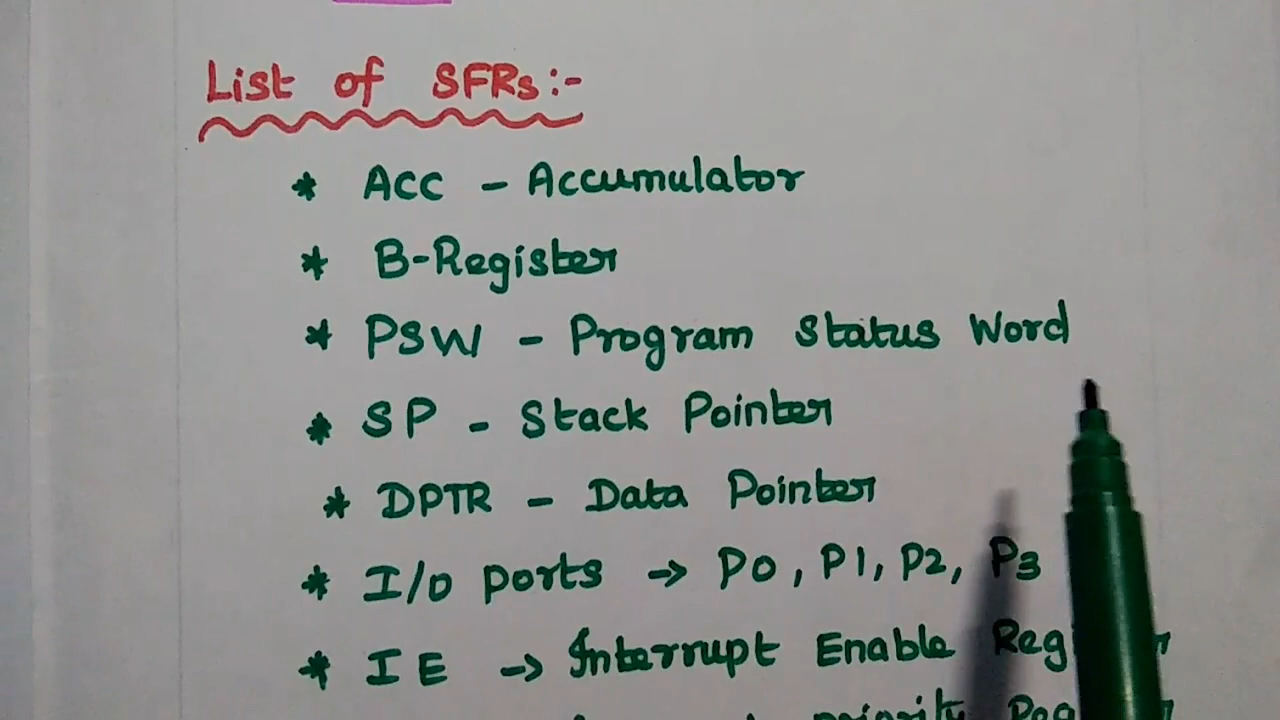 List of SFRs:-
* ACC - Accumulator
* B-Register
* PSW - Program Status Word
* SP - Stack Pointer
* DPTR - Data Pointer
* I/O ports → P0, P1, P2, P3
* IE → Interrupt Enable
priority